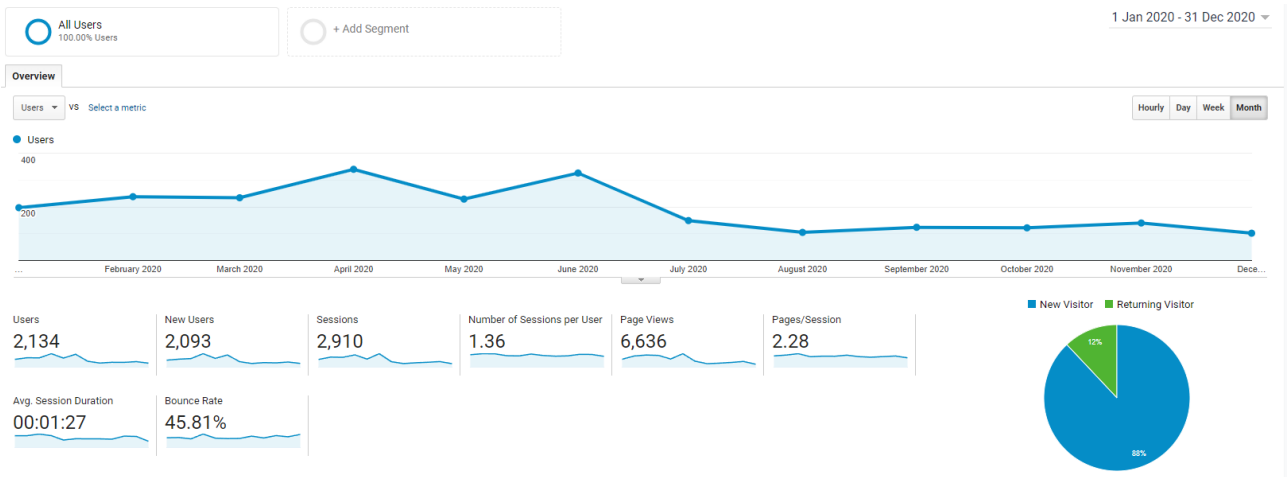 All Users
100.00% Users
+ Add Segment
1 Jan 2020 - 31 Dec 2020
Overview
Users VS Select a metric
Hourly Day Week Month
Users
400
200
... February 2020 March 2020 April 2020 May 2020 June 2020 July 2020 August 2020 September 2020 October 2020 November 2020 Dece...
New Visitor Returning Visitor
Users New Users Sessions Number of Sessions per User Page Views Pages/Session
2,134 2,093 2,910 1.36 6,636 2.28
12%
Avg. Session Duration Bounce Rate
00:01:27 45.81%
88%